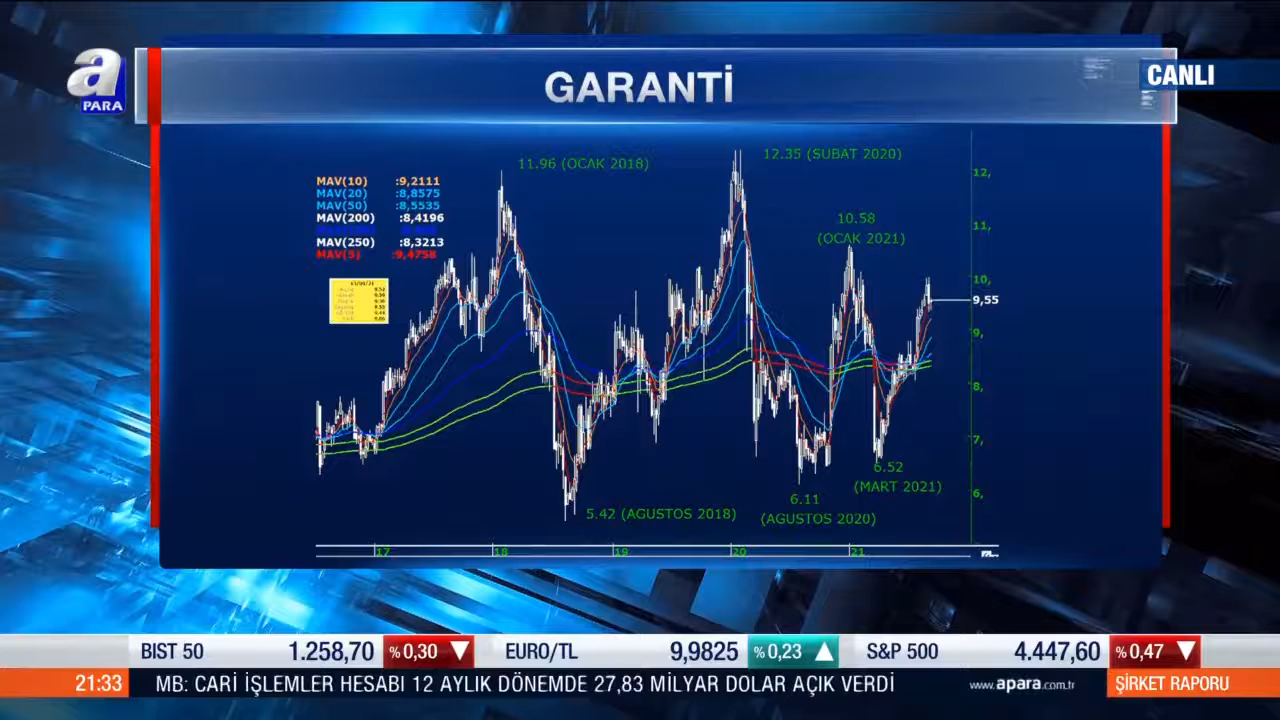 a
PARA
GARANTİ
CANLI
11.96 (OCAK 2018)
12.35 (SUBAT 2020)
MAV(10) :9,2111
MAV(20) :8,8575
MAV(50) :8,5535
MAV(200) :8,4196
MAV(250) :8,3213
MAV(5) :9,4758
10.58
(OCAK 2021)
12,
11,
10,
9,55
9,
8,
7,
6,
6.52
(MART 2021)
5.42 (AGUSTOS 2018)
6.11
(AGUSTOS 2020)
17 18 19 20 21
BIST 50 1.258,70 %0,30 ▼ EURO/TL 9,9825 %0,23 ▲ S&P 500 4.447,60 %0,47 ▼
21:33 MB: CARİ İŞLEMLER HESABI 12 AYLIK DÖNEMDE 27,83 MİLYAR DOLAR AÇIK VERDİ www.apara.com.tr ŞİRKET RAPORU